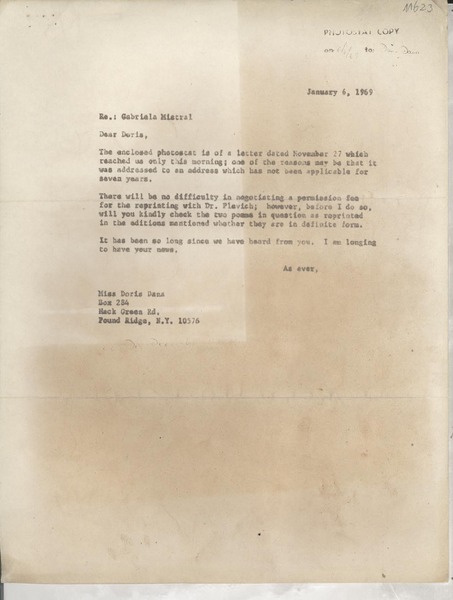 M623
PHOTOSTAT COPY
on to:
January 6, 1969
Re.: Gabriela Mistral
Dear Doris,
The enclosed photostat is of a letter dated November 27 which
reached us only this morning; one of the reasons may be that it
was addressed to an address which has not been applicable for
seven years.
There will be no difficulty in negotiating a permission fee
for the reprinting with Dr. Plavich; however, before I do so,
will you kindly check the two poems in question as reprinted
in the editions mentioned whether they are in definite form.
It has been so long since we have heard from you. I am longing
to have your news.
As ever,
Miss Doris Dana
Box 284
Hack Green Rd.
Pound Ridge, N.Y. 10576